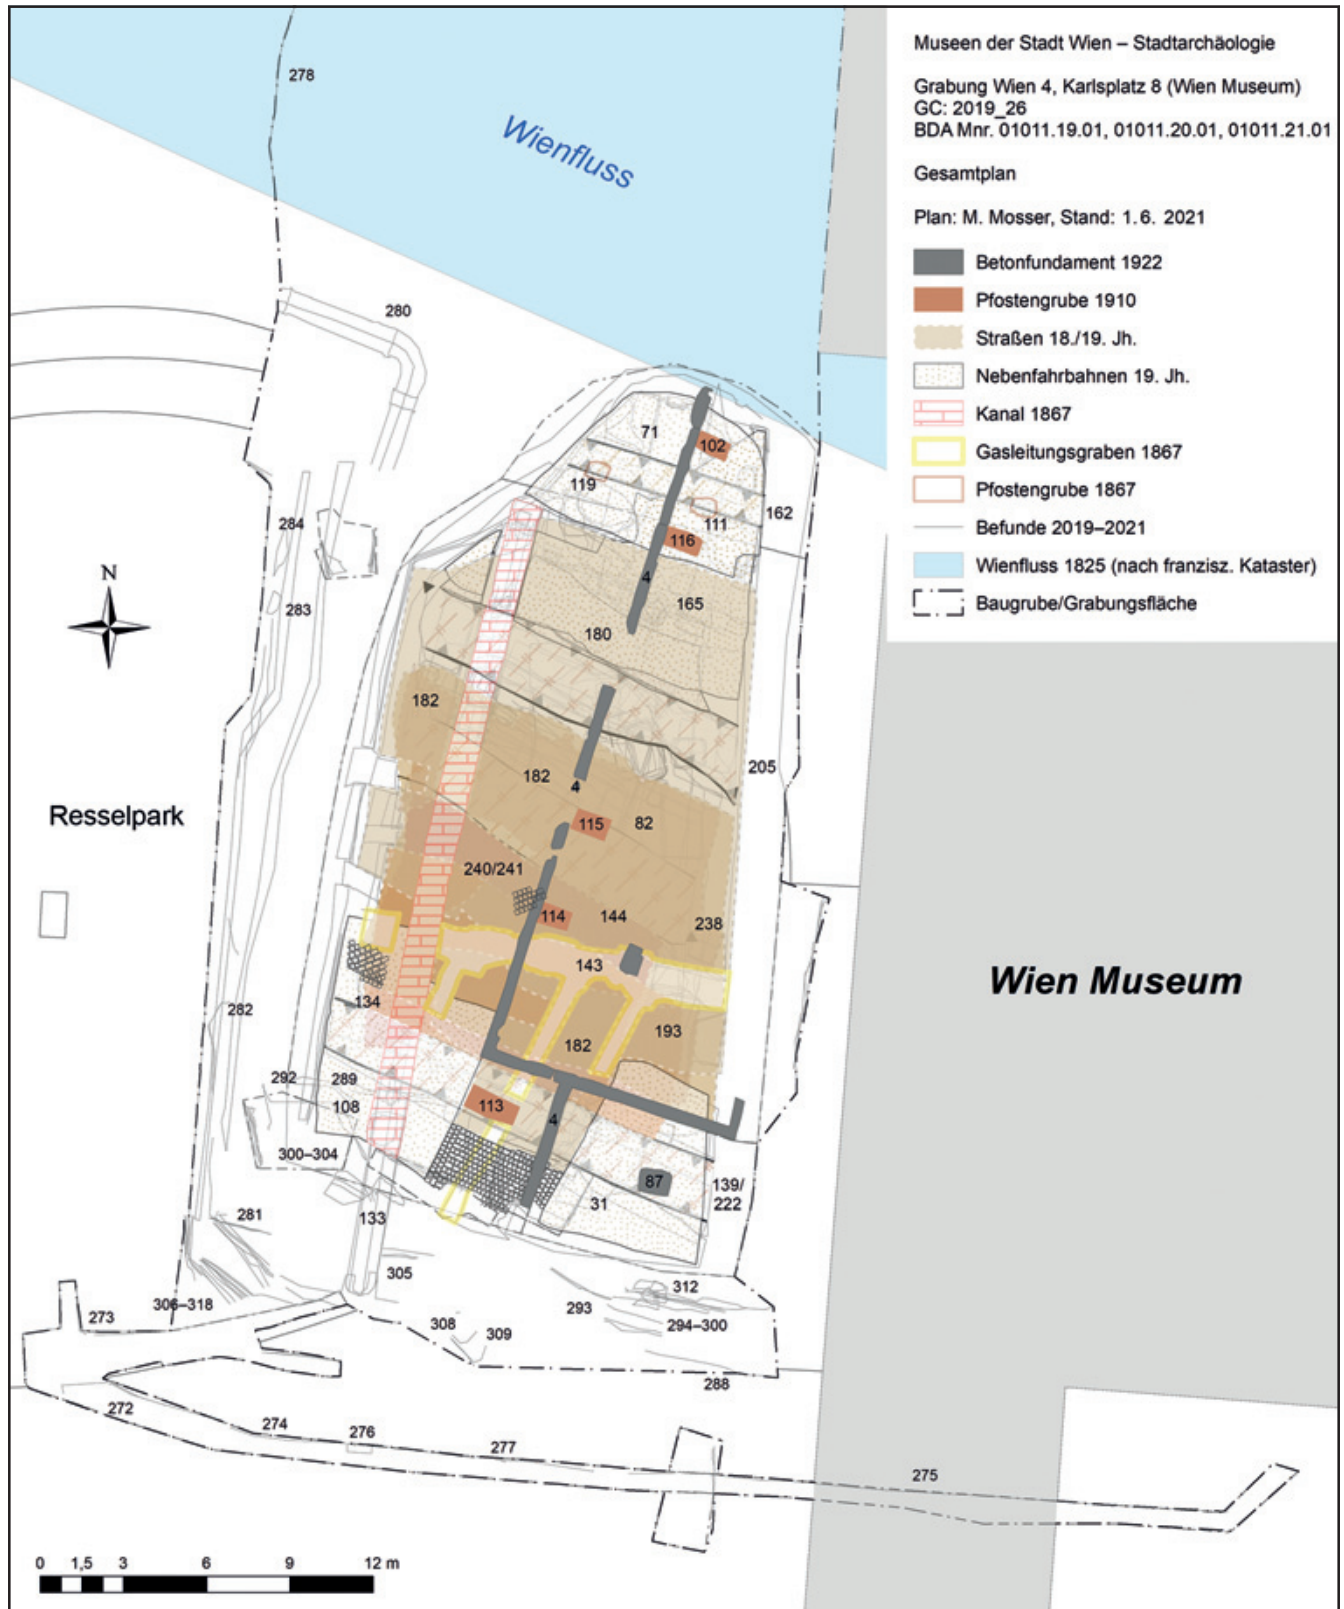 Museen der Stadt Wien – Stadtarchäologie
Grabung Wien 4, Karlsplatz 8 (Wien Museum)
GC: 2019_26
BDA Mnr. 01011.19.01, 01011.20.01, 01011.21.01
Gesamtplan
Plan: M. Mosser, Stand: 1. 6. 2021
Betonfundament 1922
Pfostengrube 1910
Straßen 18./19. Jh.
Nebenfahrbahnen 19. Jh.
Kanal 1867
Gasleitungsgraben 1867
Pfostengrube 1867
Befunde 2019–2021
Wienfluss 1825 (nach franzisz. Kataster)
Baugrube/Grabungsfläche
278
Wienfluss
280
71
102
119
111
162
116
284
4
165
N
283
180
182
205
182
4
Resselpark
115
82
240/241
114
144
238
143
Wien Museum
134
282
193
182
292
289
108
113
4
300–304
87
139/
222
31
281
133
305
312
293
306–318
273
308
309
294–300
288
272
274
276
277
275
0 1,5 3 6 9 12 m